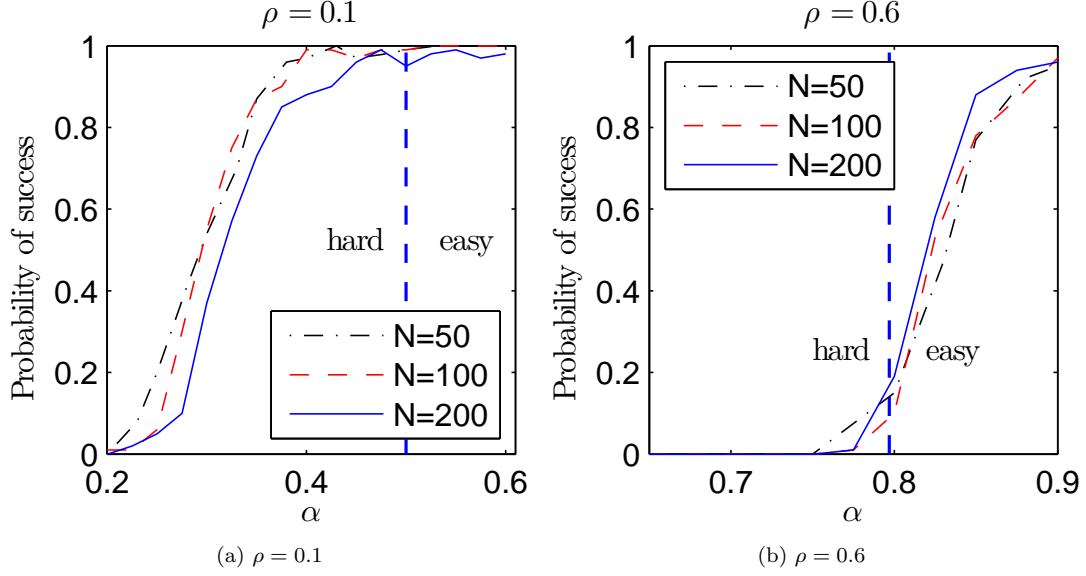 ρ = 0.1
Probability of success
1
0.8
0.6
0.4
0.2
0
hard
easy
N=50
N=100
N=200
0.2
0.4
0.6
α
(a) ρ = 0.1
ρ = 0.6
Probability of success
1
0.8
0.6
0.4
0.2
0
N=50
N=100
N=200
hard
easy
0.7
0.8
0.9
α
(b) ρ = 0.6